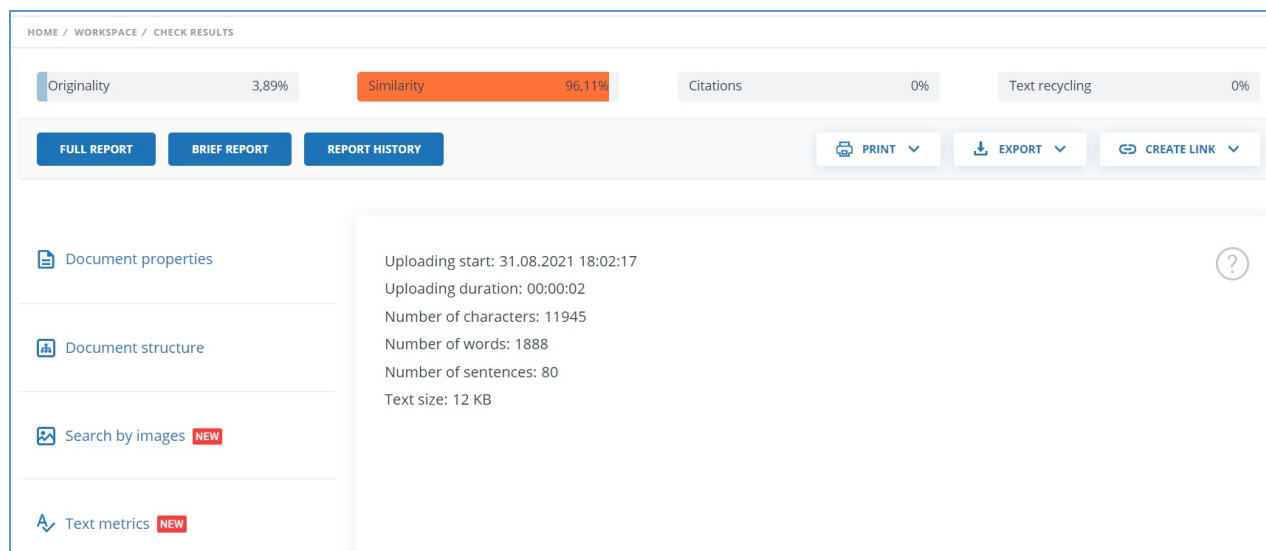 HOME / WORKSPACE / CHECK RESULTS
Originality 3,89% Similarity 96,11% Citations 0% Text recycling 0%
FULL REPORT BRIEF REPORT REPORT HISTORY PRINT EXPORT CREATE LINK
Document properties
Document structure
Search by images NEW
Text metrics NEW
Uploading start: 31.08.2021 18:02:17
Uploading duration: 00:00:02
Number of characters: 11945
Number of words: 1888
Number of sentences: 80
Text size: 12 KB
?